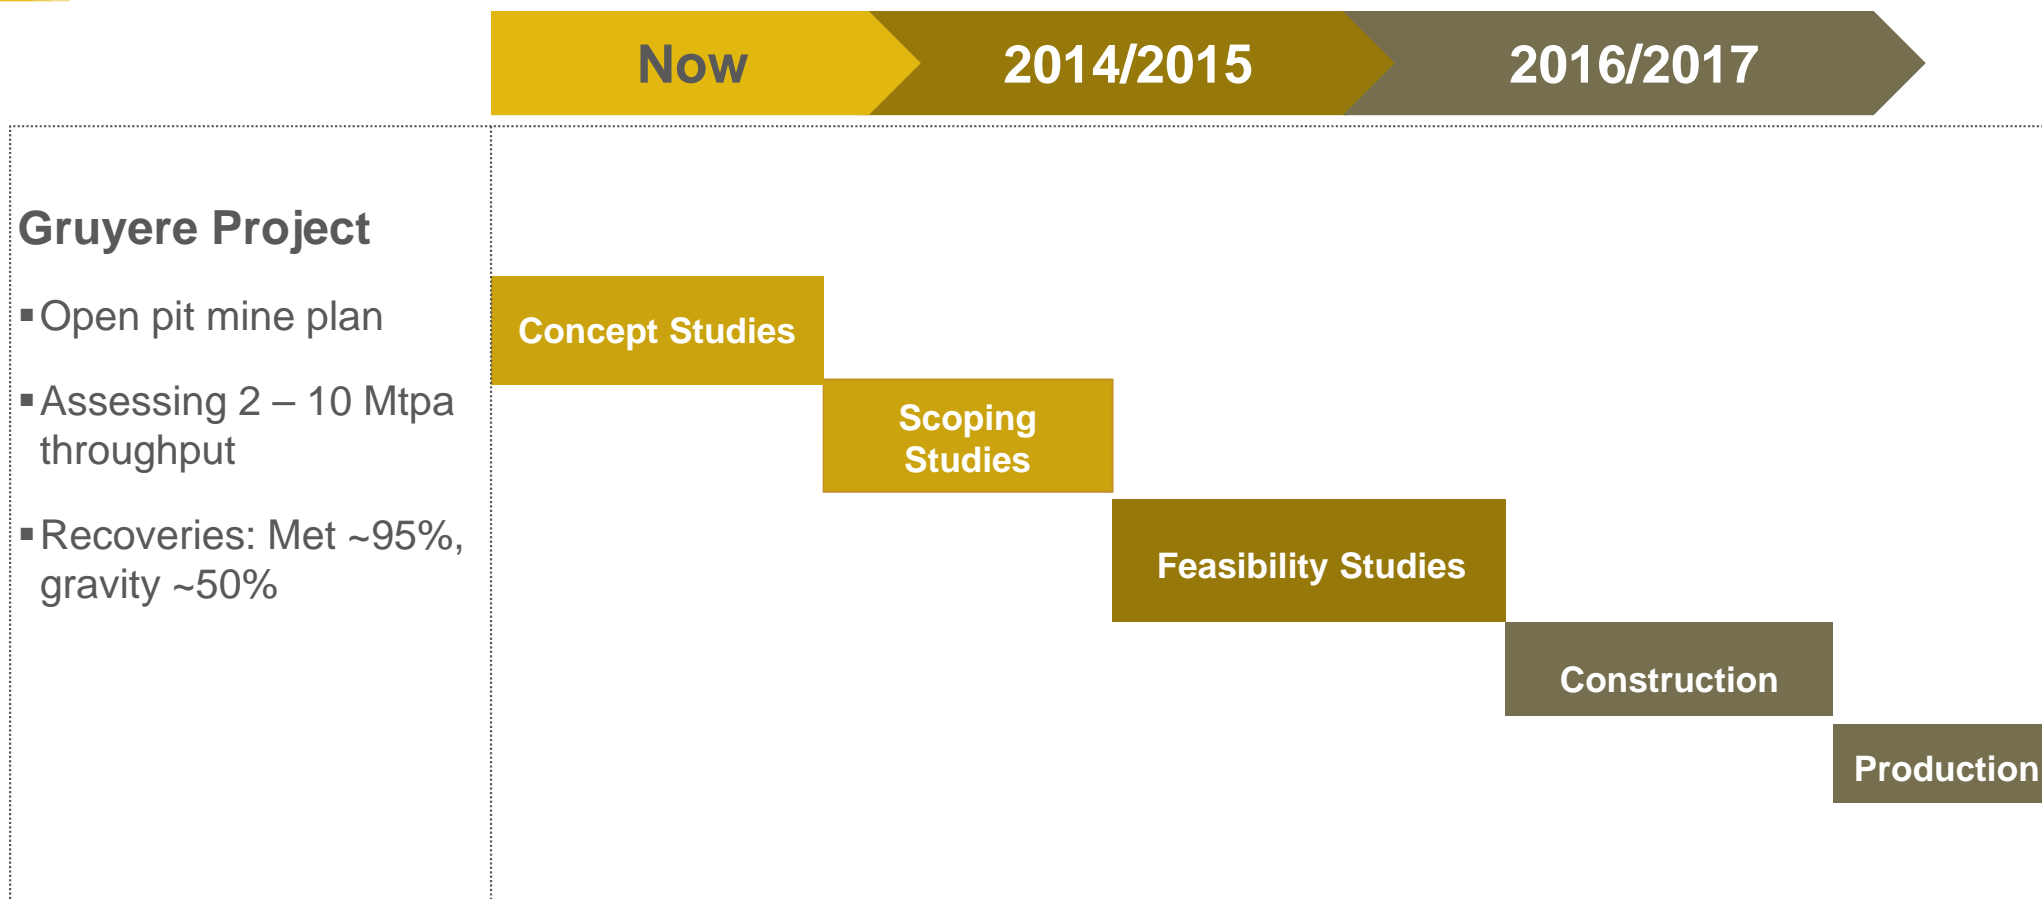 Now
2014/2015
2016/2017
Gruyere Project
▪Open pit mine plan
▪Assessing 2 – 10 Mtpa
throughput
▪Recoveries: Met ~95%,
gravity ~50%
Concept Studies
Scoping
Studies
Feasibility Studies
Construction
Production